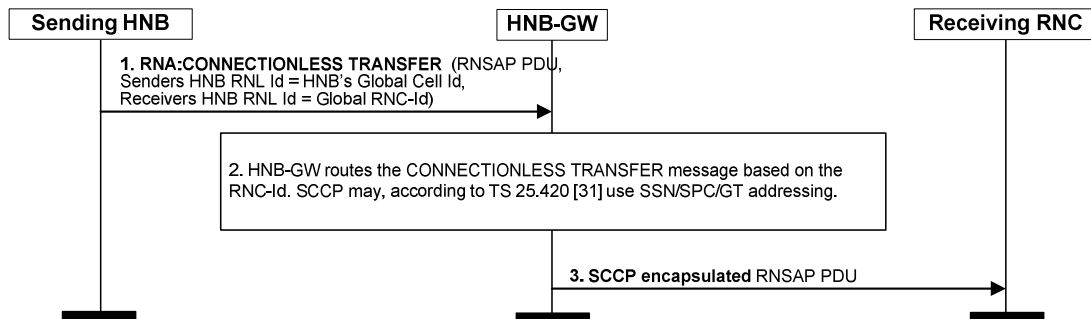 Sending HNB
HNB-GW
Receiving RNC
1. RNA:CONNECTIONLESS TRANSFER (RNSAP PDU,
Senders HNB RNL Id = HNB's Global Cell Id,
Receivers HNB RNL Id = Global RNC-Id)
2. HNB-GW routes the CONNECTIONLESS TRANSFER message based on the
RNC-Id. SCCP may, according to TS 25.420 [31] use SSN/SPC/GT addressing.
3. SCCP encapsulated RNSAP PDU